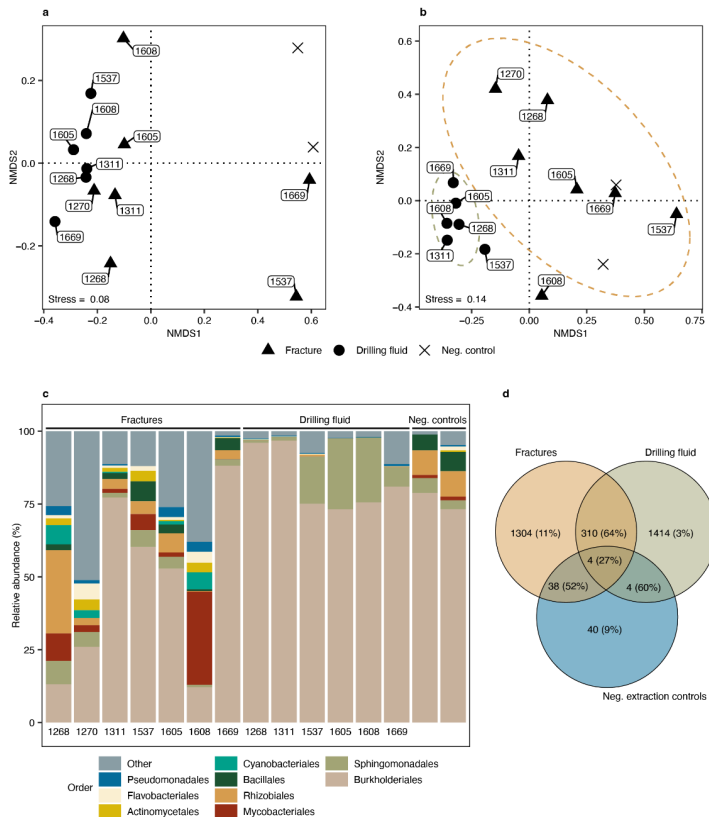 a
b
1608
1537
1608
1605
1605
1311
1268
1270
1311
1669
1669
1268
1537
0.2
0.0
−0.2
NMDS2
Stress = 0.08
−0.4
−0.2
0.0
0.2
0.4
0.6
NMDS1
1270
1268
1311
1669
1605
1605
1608
1669
1268
1537
1311
1537
1608
0.6
0.4
0.2
0.0
−0.2
−0.4
NMDS2
Stress = 0.14
−0.25
0.00
0.25
0.50
0.75
NMDS1
Fracture
Drilling fluid
Neg. control
c
Fractures
Drilling fluid
Neg. controls
100
75
50
25
0
Relative abundance (%)
1268 1270 1311 1537 1605 1608 1669 1268 1311 1537 1605 1608 1669
Order
Other
Pseudomonadales
Flavobacteriales
Actinomycetales
Cyanobacteriales
Bacillales
Rhizobiales
Mycobacteriales
Sphingomonadales
Burkholderiales
d
Fractures
Drilling fluid
1304 (11%)
310 (64%)
1414 (3%)
4 (27%)
38 (52%)
4 (60%)
40 (9%)
Neg. extraction controls